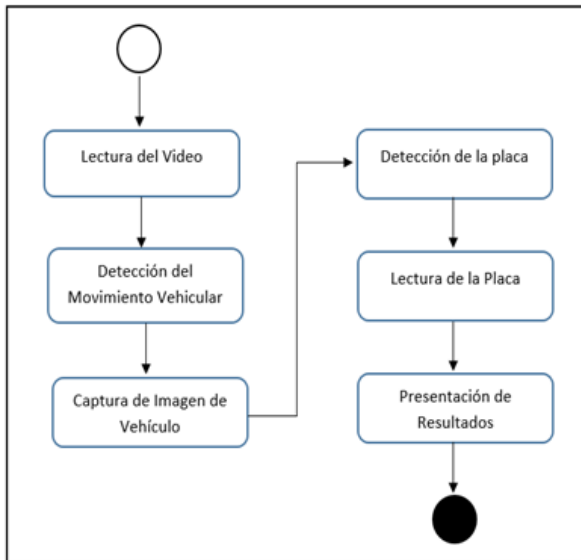 Lectura del Video
Detección del
Movimiento Vehicular
Captura de Imagen de
Vehículo
Detección de la placa
Lectura de la Placa
Presentación de
Resultados